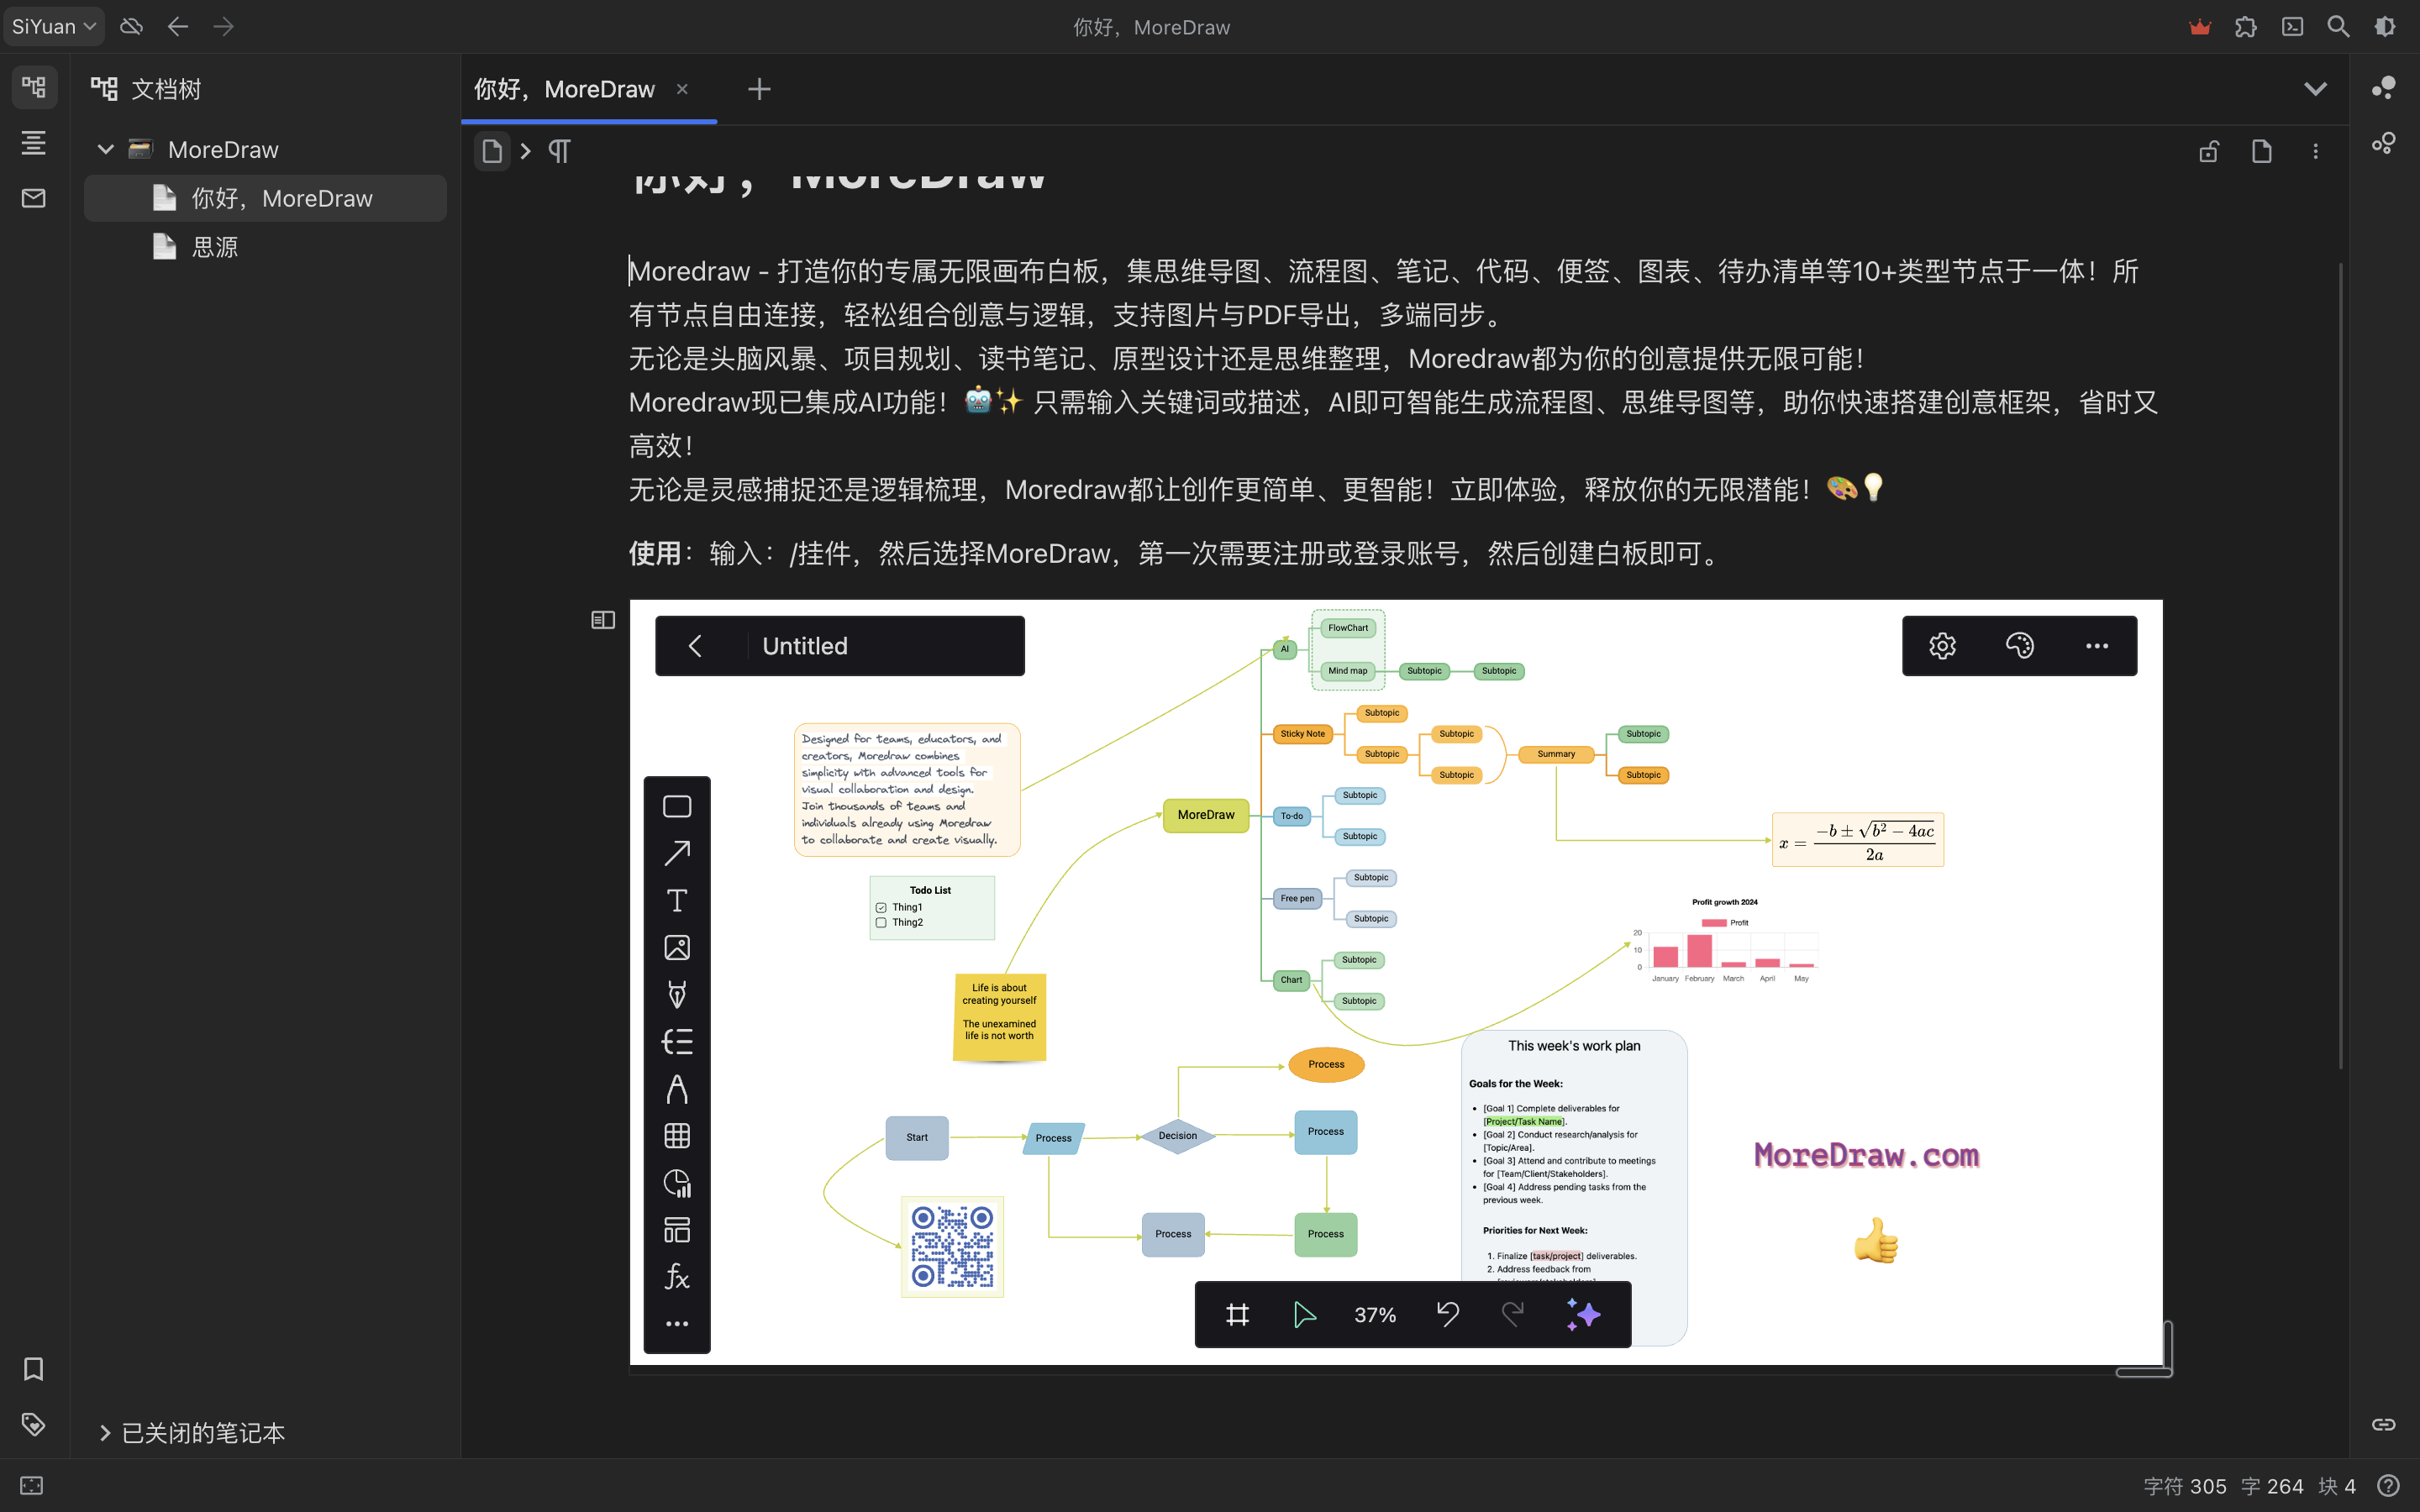 SiYuan
你好，MoreDraw
文档树
你好，MoreDraw
MoreDraw
你好，MoreDraw
思源
已关闭的笔记本
你好，MoreDraw
Moredraw - 打造你的专属无限画布白板，集思维导图、流程图、笔记、代码、便签、图表、待办清单等10+类型节点于一体！所
有节点自由连接，轻松组合创意与逻辑，支持图片与PDF导出，多端同步。
无论是头脑风暴、项目规划、读书笔记、原型设计还是思维整理，Moredraw都为你的创意提供无限可能！
Moredraw现已集成AI功能！🤖✨ 只需输入关键词或描述，AI即可智能生成流程图、思维导图等，助你快速搭建创意框架，省时又
高效！
无论是灵感捕捉还是逻辑梳理，Moredraw都让创作更简单、更智能！立即体验，释放你的无限潜能！🎨💡
使用：输入：/挂件，然后选择MoreDraw，第一次需要注册或登录账号，然后创建白板即可。
Untitled
Designed for teams, educators, and
creators, Moredraw combines
simplicity with advanced tools for
visual collaboration and design.
Join thousands of teams and
individuals already using Moredraw
to collaborate and create visually.
Todo List
Thing1
Thing2
Life is about
creating yourself
The unexamined
life is not worth
MoreDraw
AI
FlowChart
Mind map
Subtopic
Subtopic
Sticky Note
Subtopic
Subtopic
Subtopic
Subtopic
Summary
Subtopic
Subtopic
To-do
Subtopic
Subtopic
Free pen
Subtopic
Subtopic
Chart
Subtopic
Subtopic
x = (-b ± √(b² − 4ac)) / 2a
Profit growth 2024
Profit
20
10
0
January February March April May
Start
Process
Decision
Process
Process
Process
Process
This week's work plan
Goals for the Week:
• [Goal 1] Complete deliverables for
[Project/Task Name].
• [Goal 2] Conduct research/analysis for
[Topic/Area].
• [Goal 3] Attend and contribute to meetings
for [Team/Client/Stakeholders].
• [Goal 4] Address pending tasks from the
previous week.
Priorities for Next Week:
1. Finalize [task/project] deliverables.
2. Address feedback from
MoreDraw.com
37%
字符 305 字 264 块 4